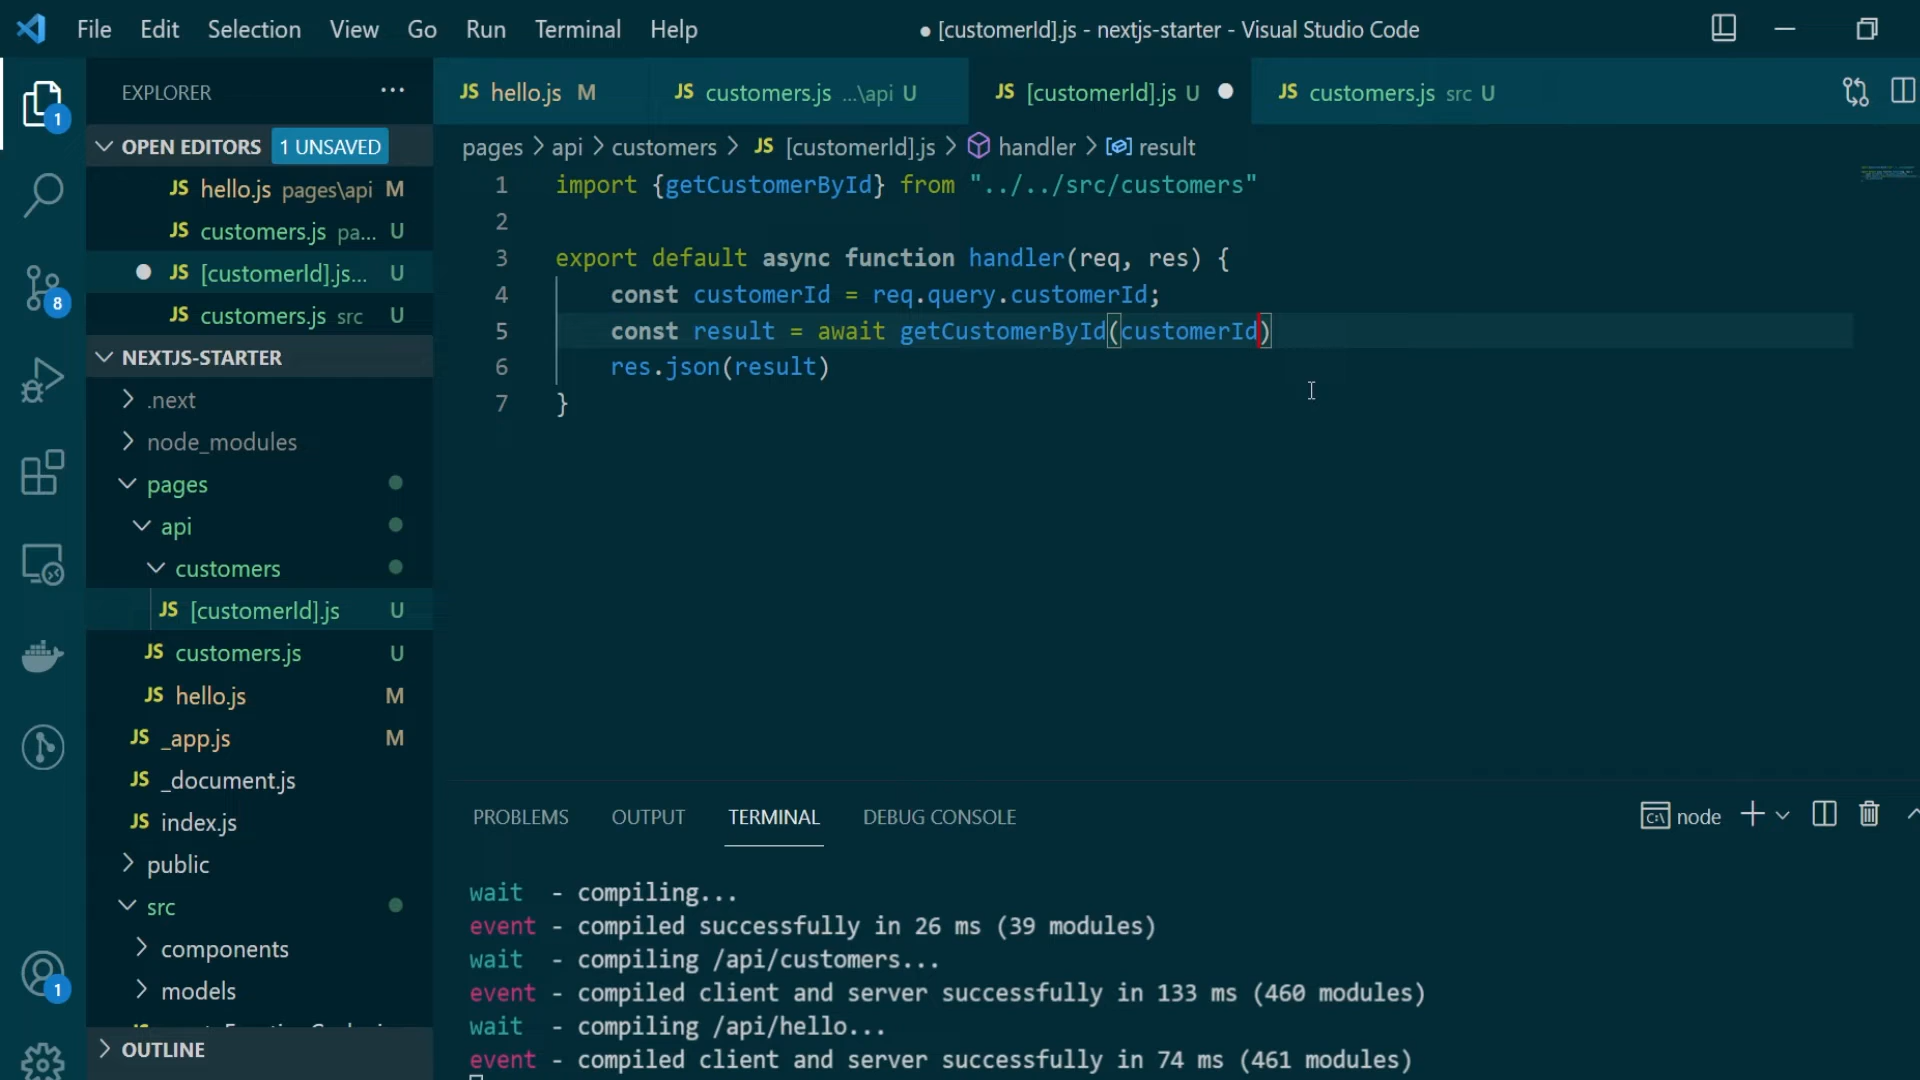 File Edit Selection View Go Run Terminal Help
● [customerId].js - nextjs-starter - Visual Studio Code
EXPLORER ...
OPEN EDITORS 1 UNSAVED
JS hello.js pages\api M
JS customers.js pa... U
● JS [customerId].js... U
JS customers.js src U
NEXTJS-STARTER
.next
node_modules
pages
api
customers
JS [customerId].js U
JS customers.js U
JS hello.js M
JS _app.js M
JS _document.js
JS index.js
public
src
components
models
OUTLINE
1
8
1
JS hello.js M
JS customers.js ...\api U
JS [customerId].js U ●
JS customers.js src U
pages > api > customers > JS [customerId].js > handler > result
1 import {getCustomerById} from "../../src/customers"
2
3 export default async function handler(req, res) {
4 const customerId = req.query.customerId;
5 const result = await getCustomerById(customerId)
6 res.json(result)
7 }
PROBLEMS OUTPUT TERMINAL DEBUG CONSOLE
node
wait - compiling...
event - compiled successfully in 26 ms (39 modules)
wait - compiling /api/customers...
event - compiled client and server successfully in 133 ms (460 modules)
wait - compiling /api/hello...
event - compiled client and server successfully in 74 ms (461 modules)